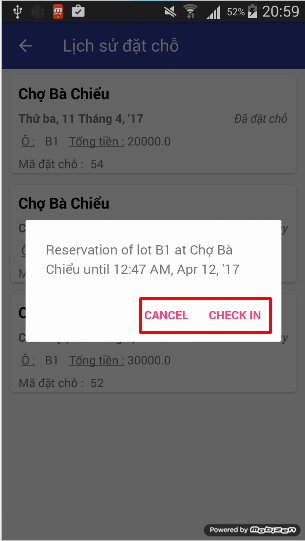 52% 20:59
Lịch sử đặt chỗ
Chợ Bà Chiểu
Thứ ba, 11 Tháng 4, '17 Đã đặt chỗ
Ô : B1 Tổng tiền : 20000.0
Mã đặt chỗ : 54
Chợ Bà Chiểu
Reservation of lot B1 at Chợ Bà
Chiểu until 12:47 AM, Apr 12, '17
CANCEL CHECK IN
Ô : B1 Tổng tiền : 30000.0
Mã đặt chỗ : 52
Powered by Mobizen